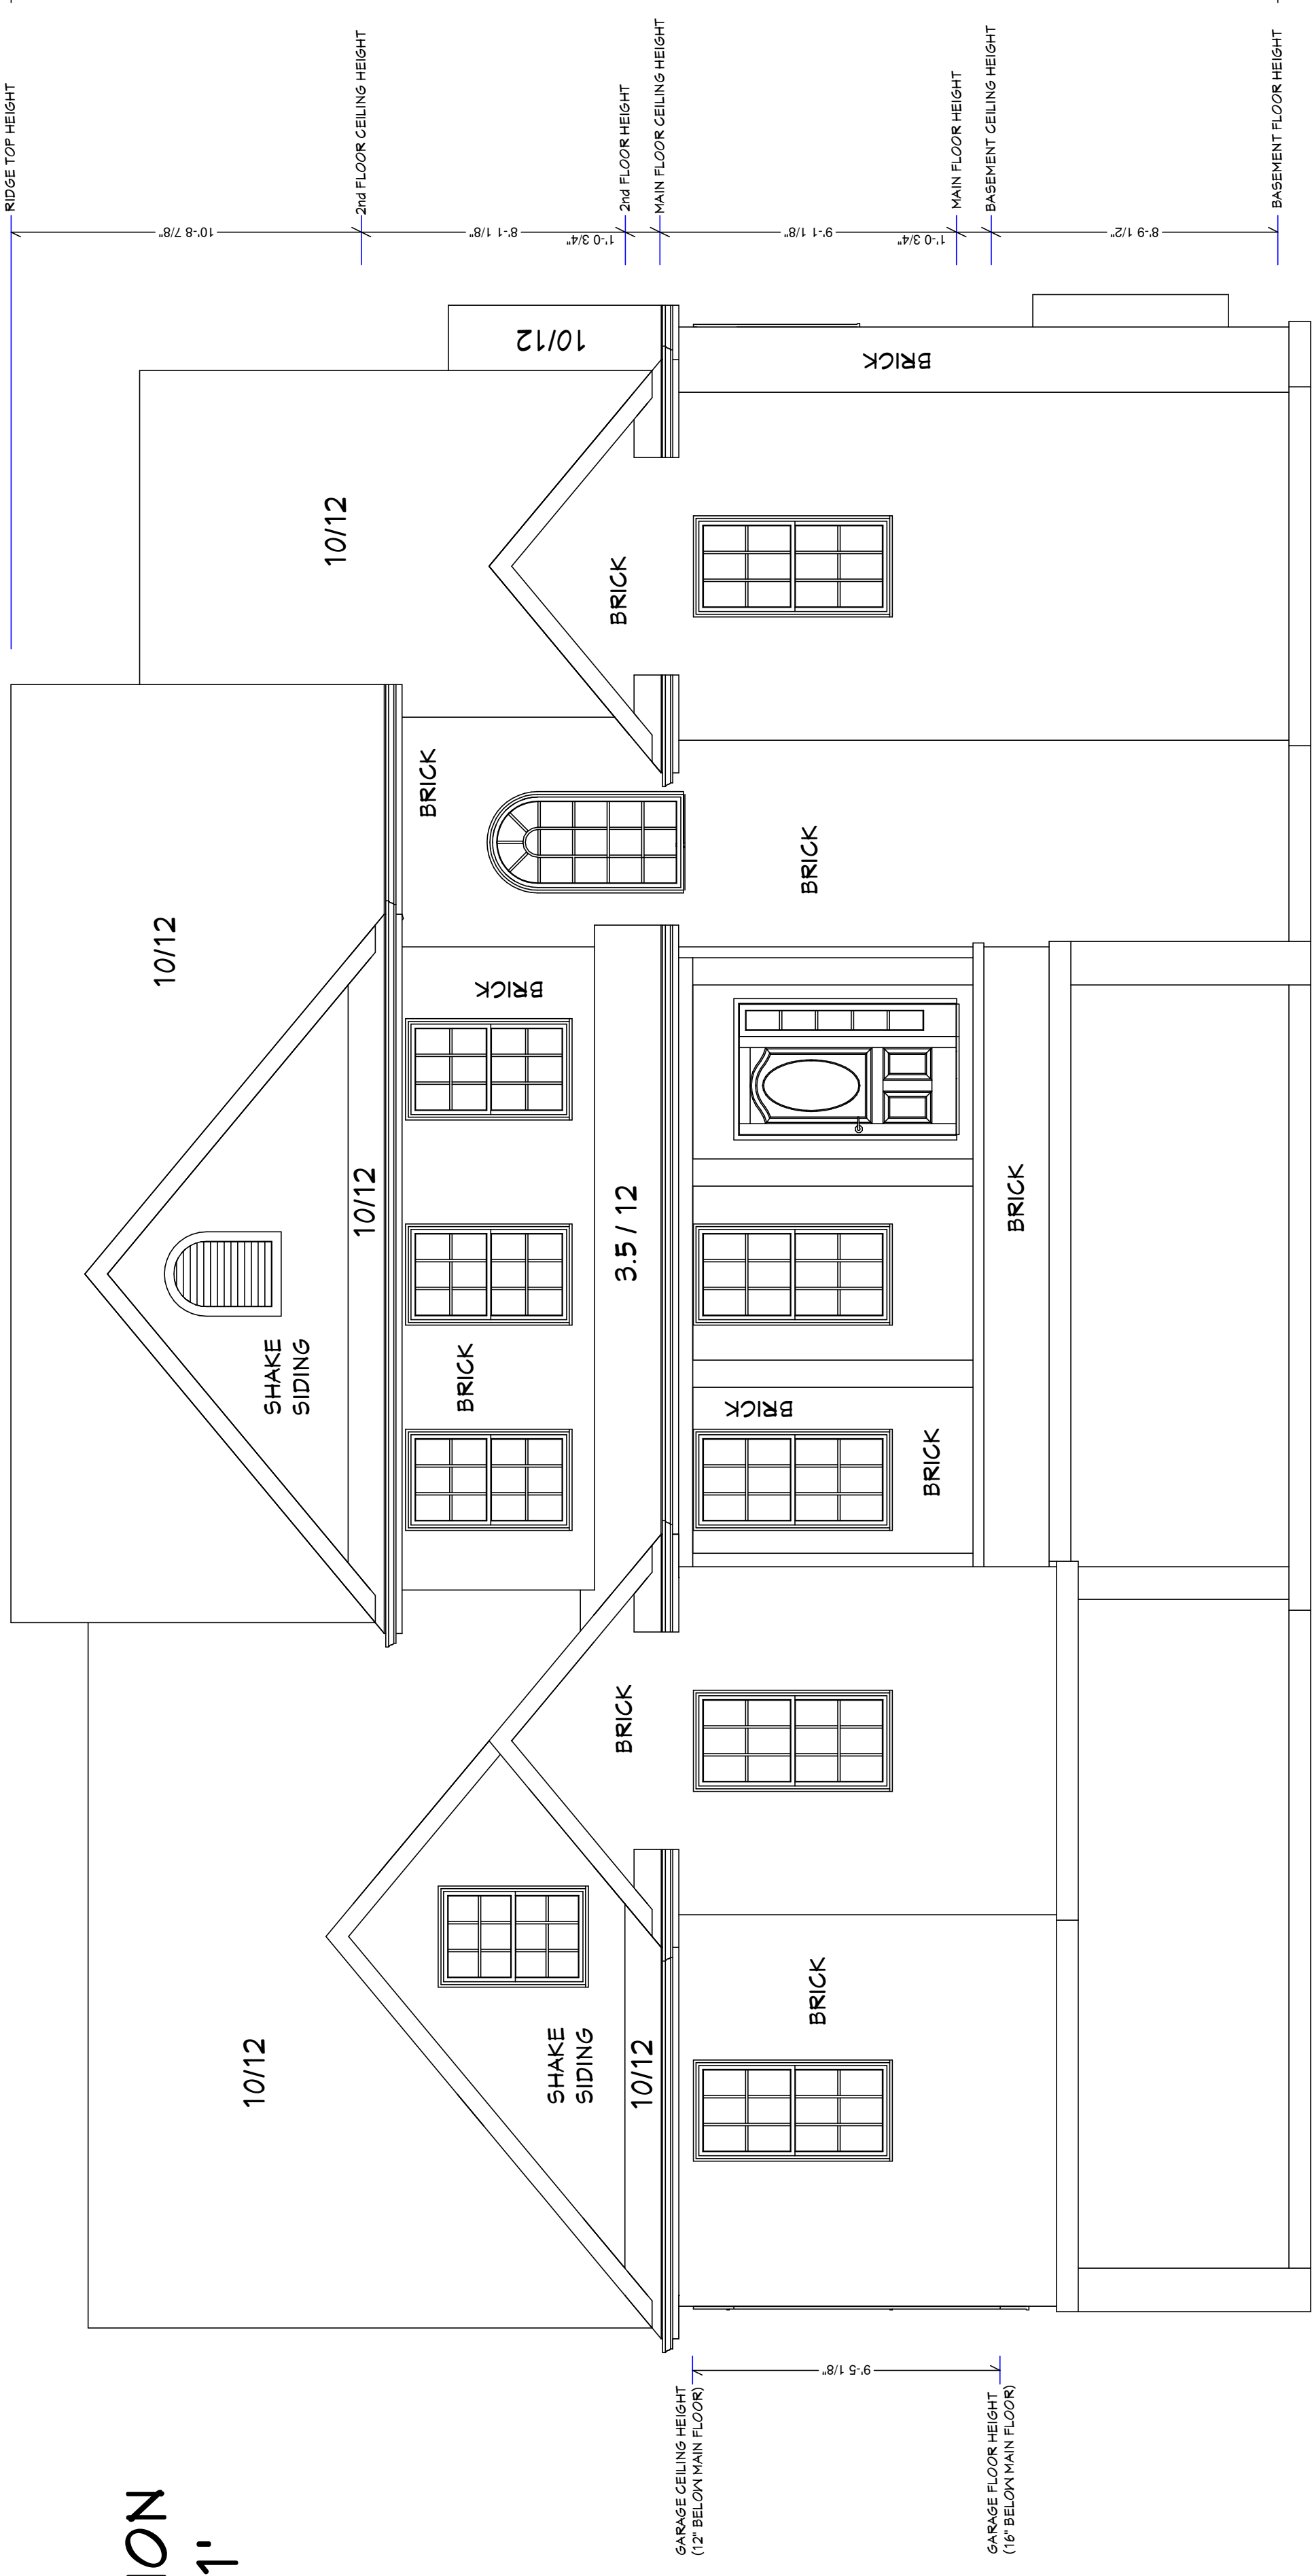 RIDGE TOP HEIGHT
10'-8 7/8"
2nd FLOOR CEILING HEIGHT
8'-1 1/8"
2nd FLOOR HEIGHT
1'-0 3/4"
MAIN FLOOR CEILING HEIGHT
9'-1 1/8"
MAIN FLOOR HEIGHT
1'-0 3/4"
BASEMENT CEILING HEIGHT
8'-9 1/2"
BASEMENT FLOOR HEIGHT
10/12
10/12
10/12
10/12
SHAKE
SIDING
10/12
BRICK
BRICK
BRICK
10/12
BRICK
3.5 / 12
BRICK
SHAKE
SIDING
10/12
BRICK
BRICK
BRICK
BRICK
BRICK
BRICK
BRICK
GARAGE CEILING HEIGHT
(12" BELOW MAIN FLOOR)
9'-5 1/8"
GARAGE FLOOR HEIGHT
(16" BELOW MAIN FLOOR)
ION
1'